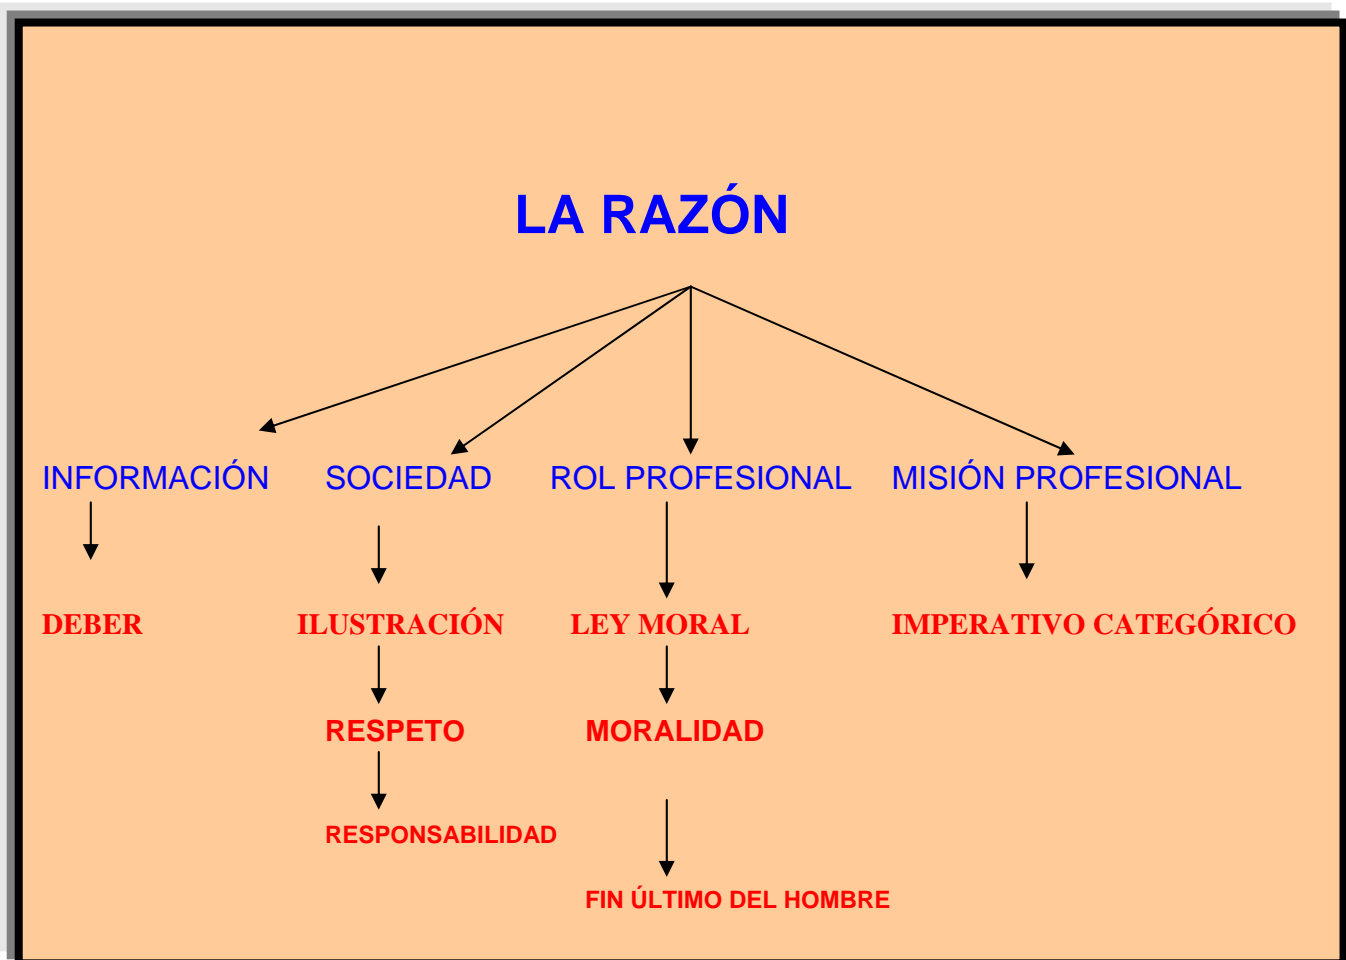 LA RAZÓN
INFORMACIÓN SOCIEDAD ROL PROFESIONAL MISIÓN PROFESIONAL
DEBER ILUSTRACIÓN LEY MORAL IMPERATIVO CATEGÓRICO
RESPETO MORALIDAD
RESPONSABILIDAD
FIN ÚLTIMO DEL HOMBRE